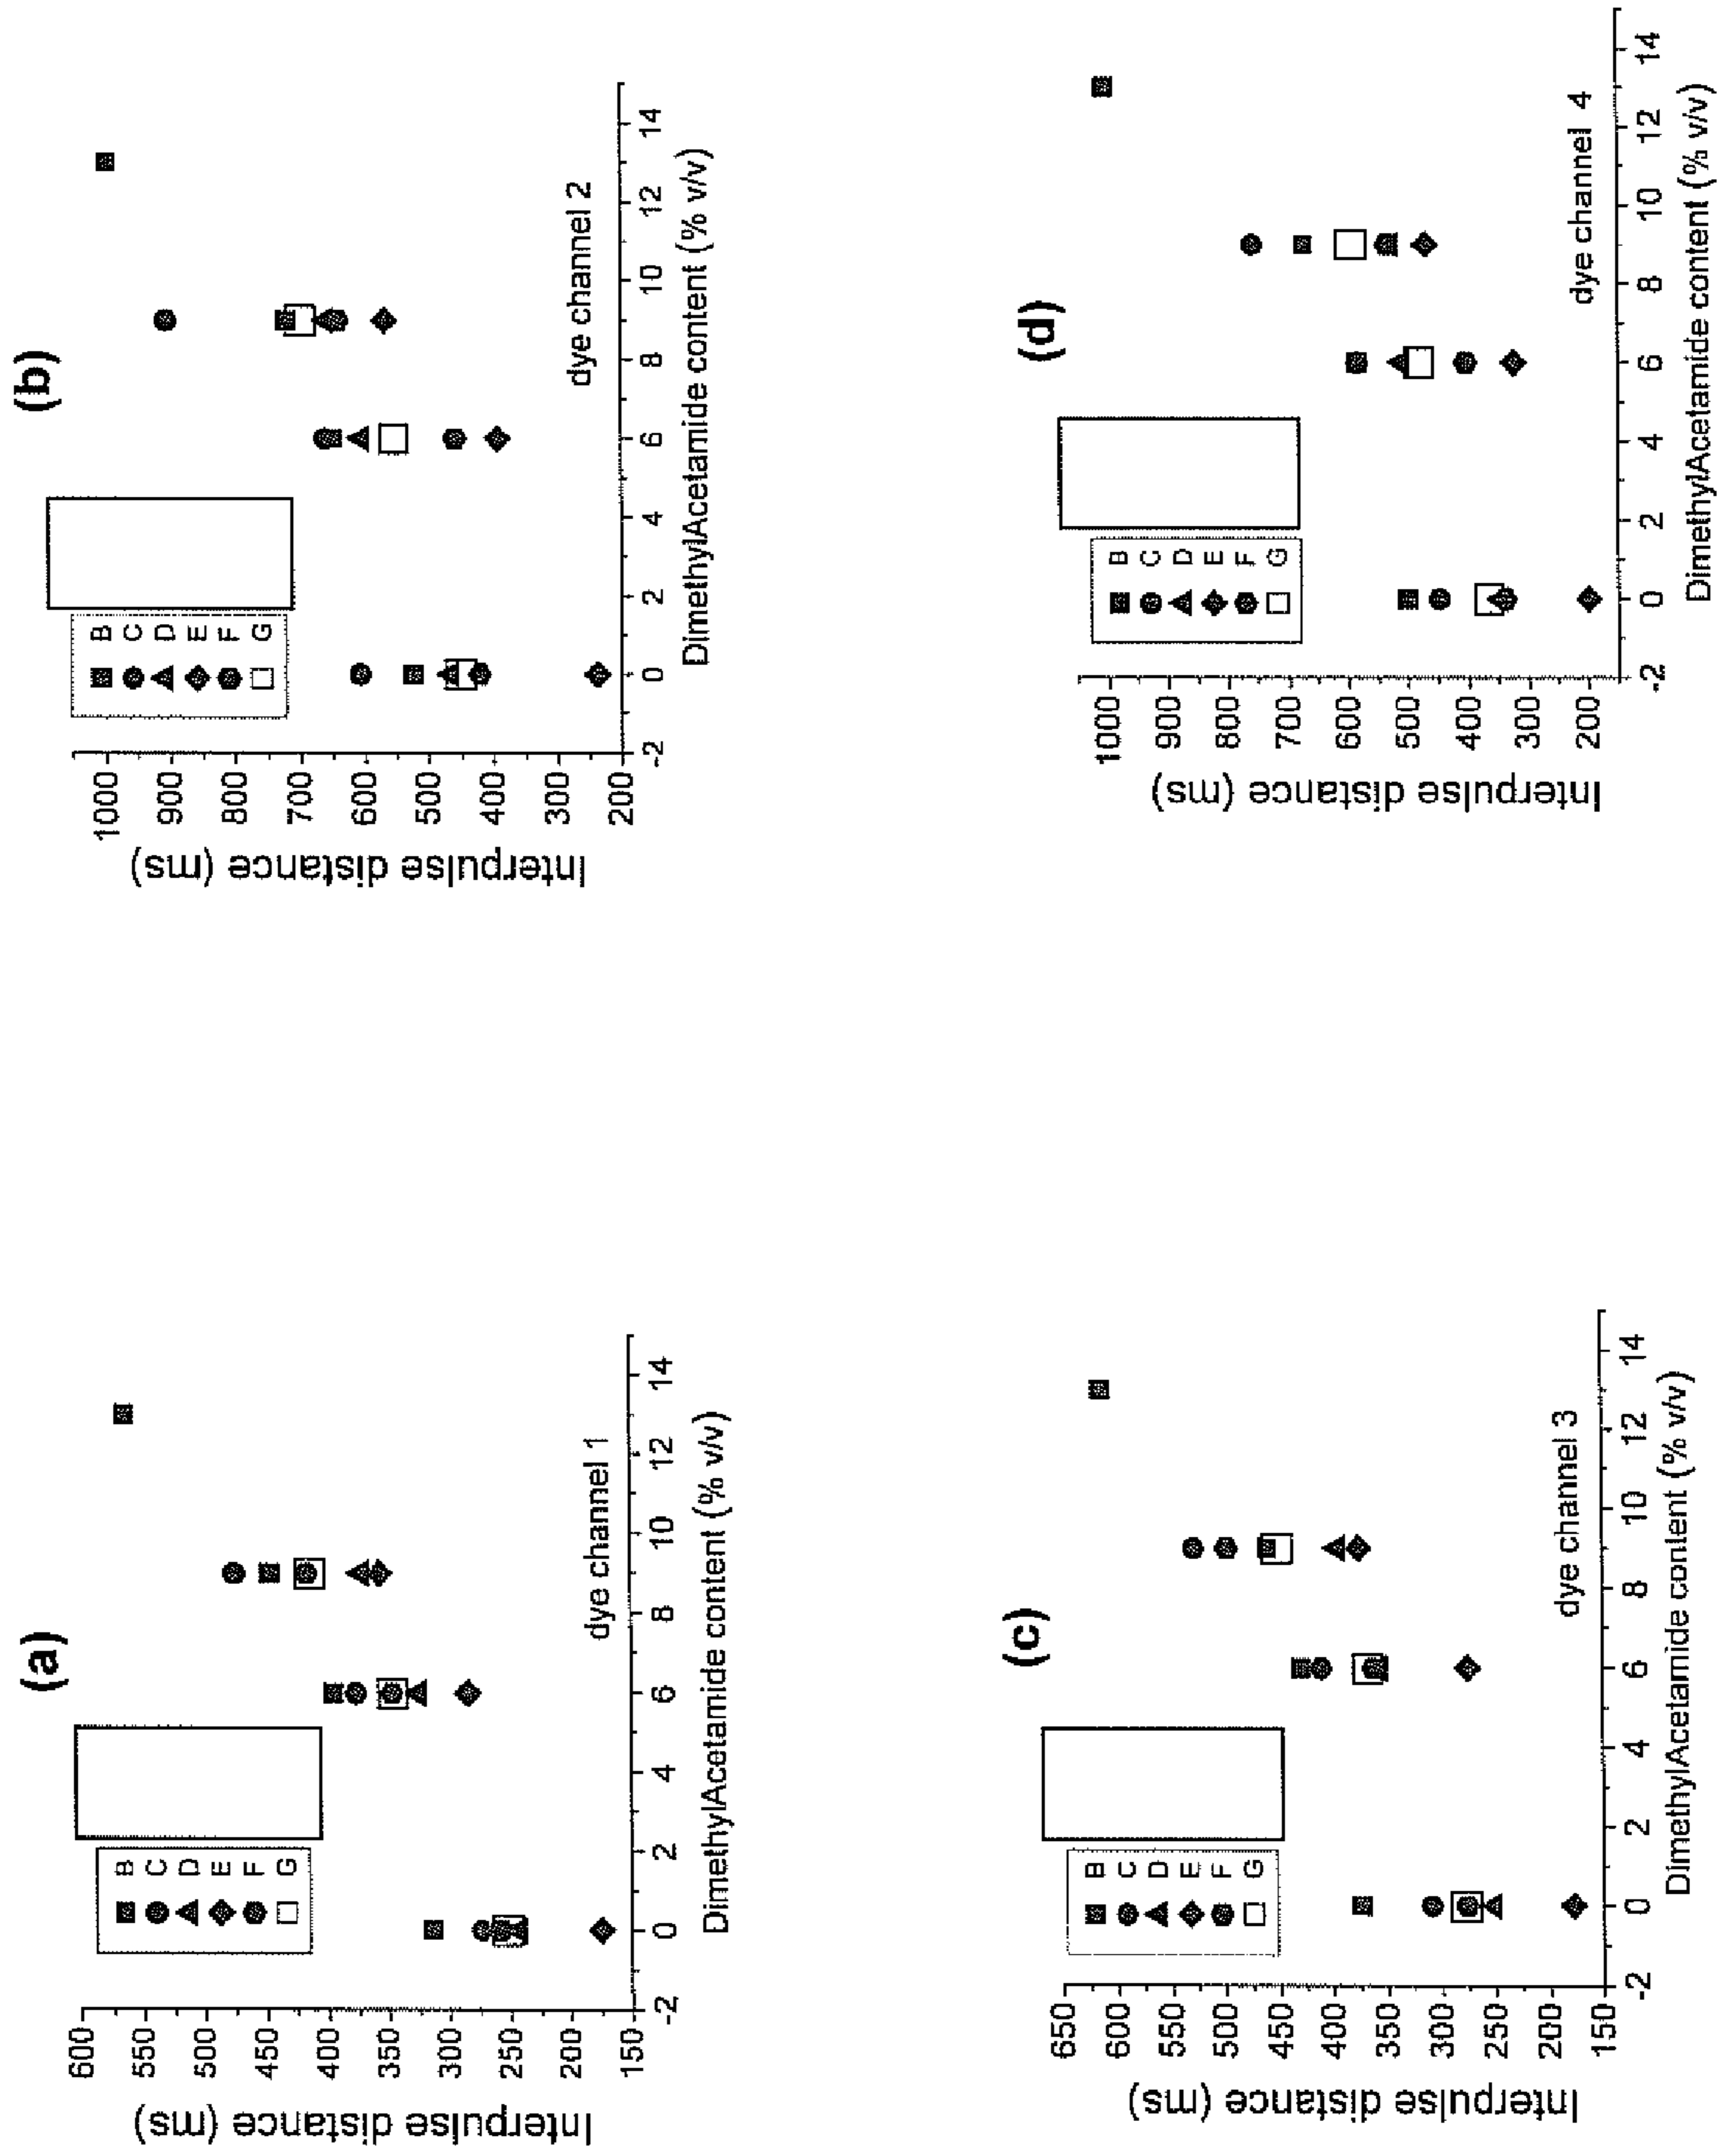 (a)
600
550
500
450
400
350
300
250
200
150
Interpulse distance (ms)
B
C
D
E
F
G
dye channel 1
-2
0
2
4
6
8
10
12
14
DimethylAcetamide content (% v/v)
(b)
1000
900
800
700
600
500
400
300
200
Interpulse distance (ms)
B
C
D
E
F
G
dye channel 2
-2
0
2
4
6
8
10
12
14
DimethylAcetamide content (% v/v)
(c)
650
600
550
500
450
400
350
300
250
200
150
Interpulse distance (ms)
B
C
D
E
F
G
dye channel 3
-2
0
2
4
6
8
10
12
14
DimethylAcetamide content (% v/v)
(d)
1000
900
800
700
600
500
400
300
200
Interpulse distance (ms)
B
C
D
E
F
G
dye channel 4
-2
0
2
4
6
8
10
12
14
DimethylAcetamide content (% v/v)